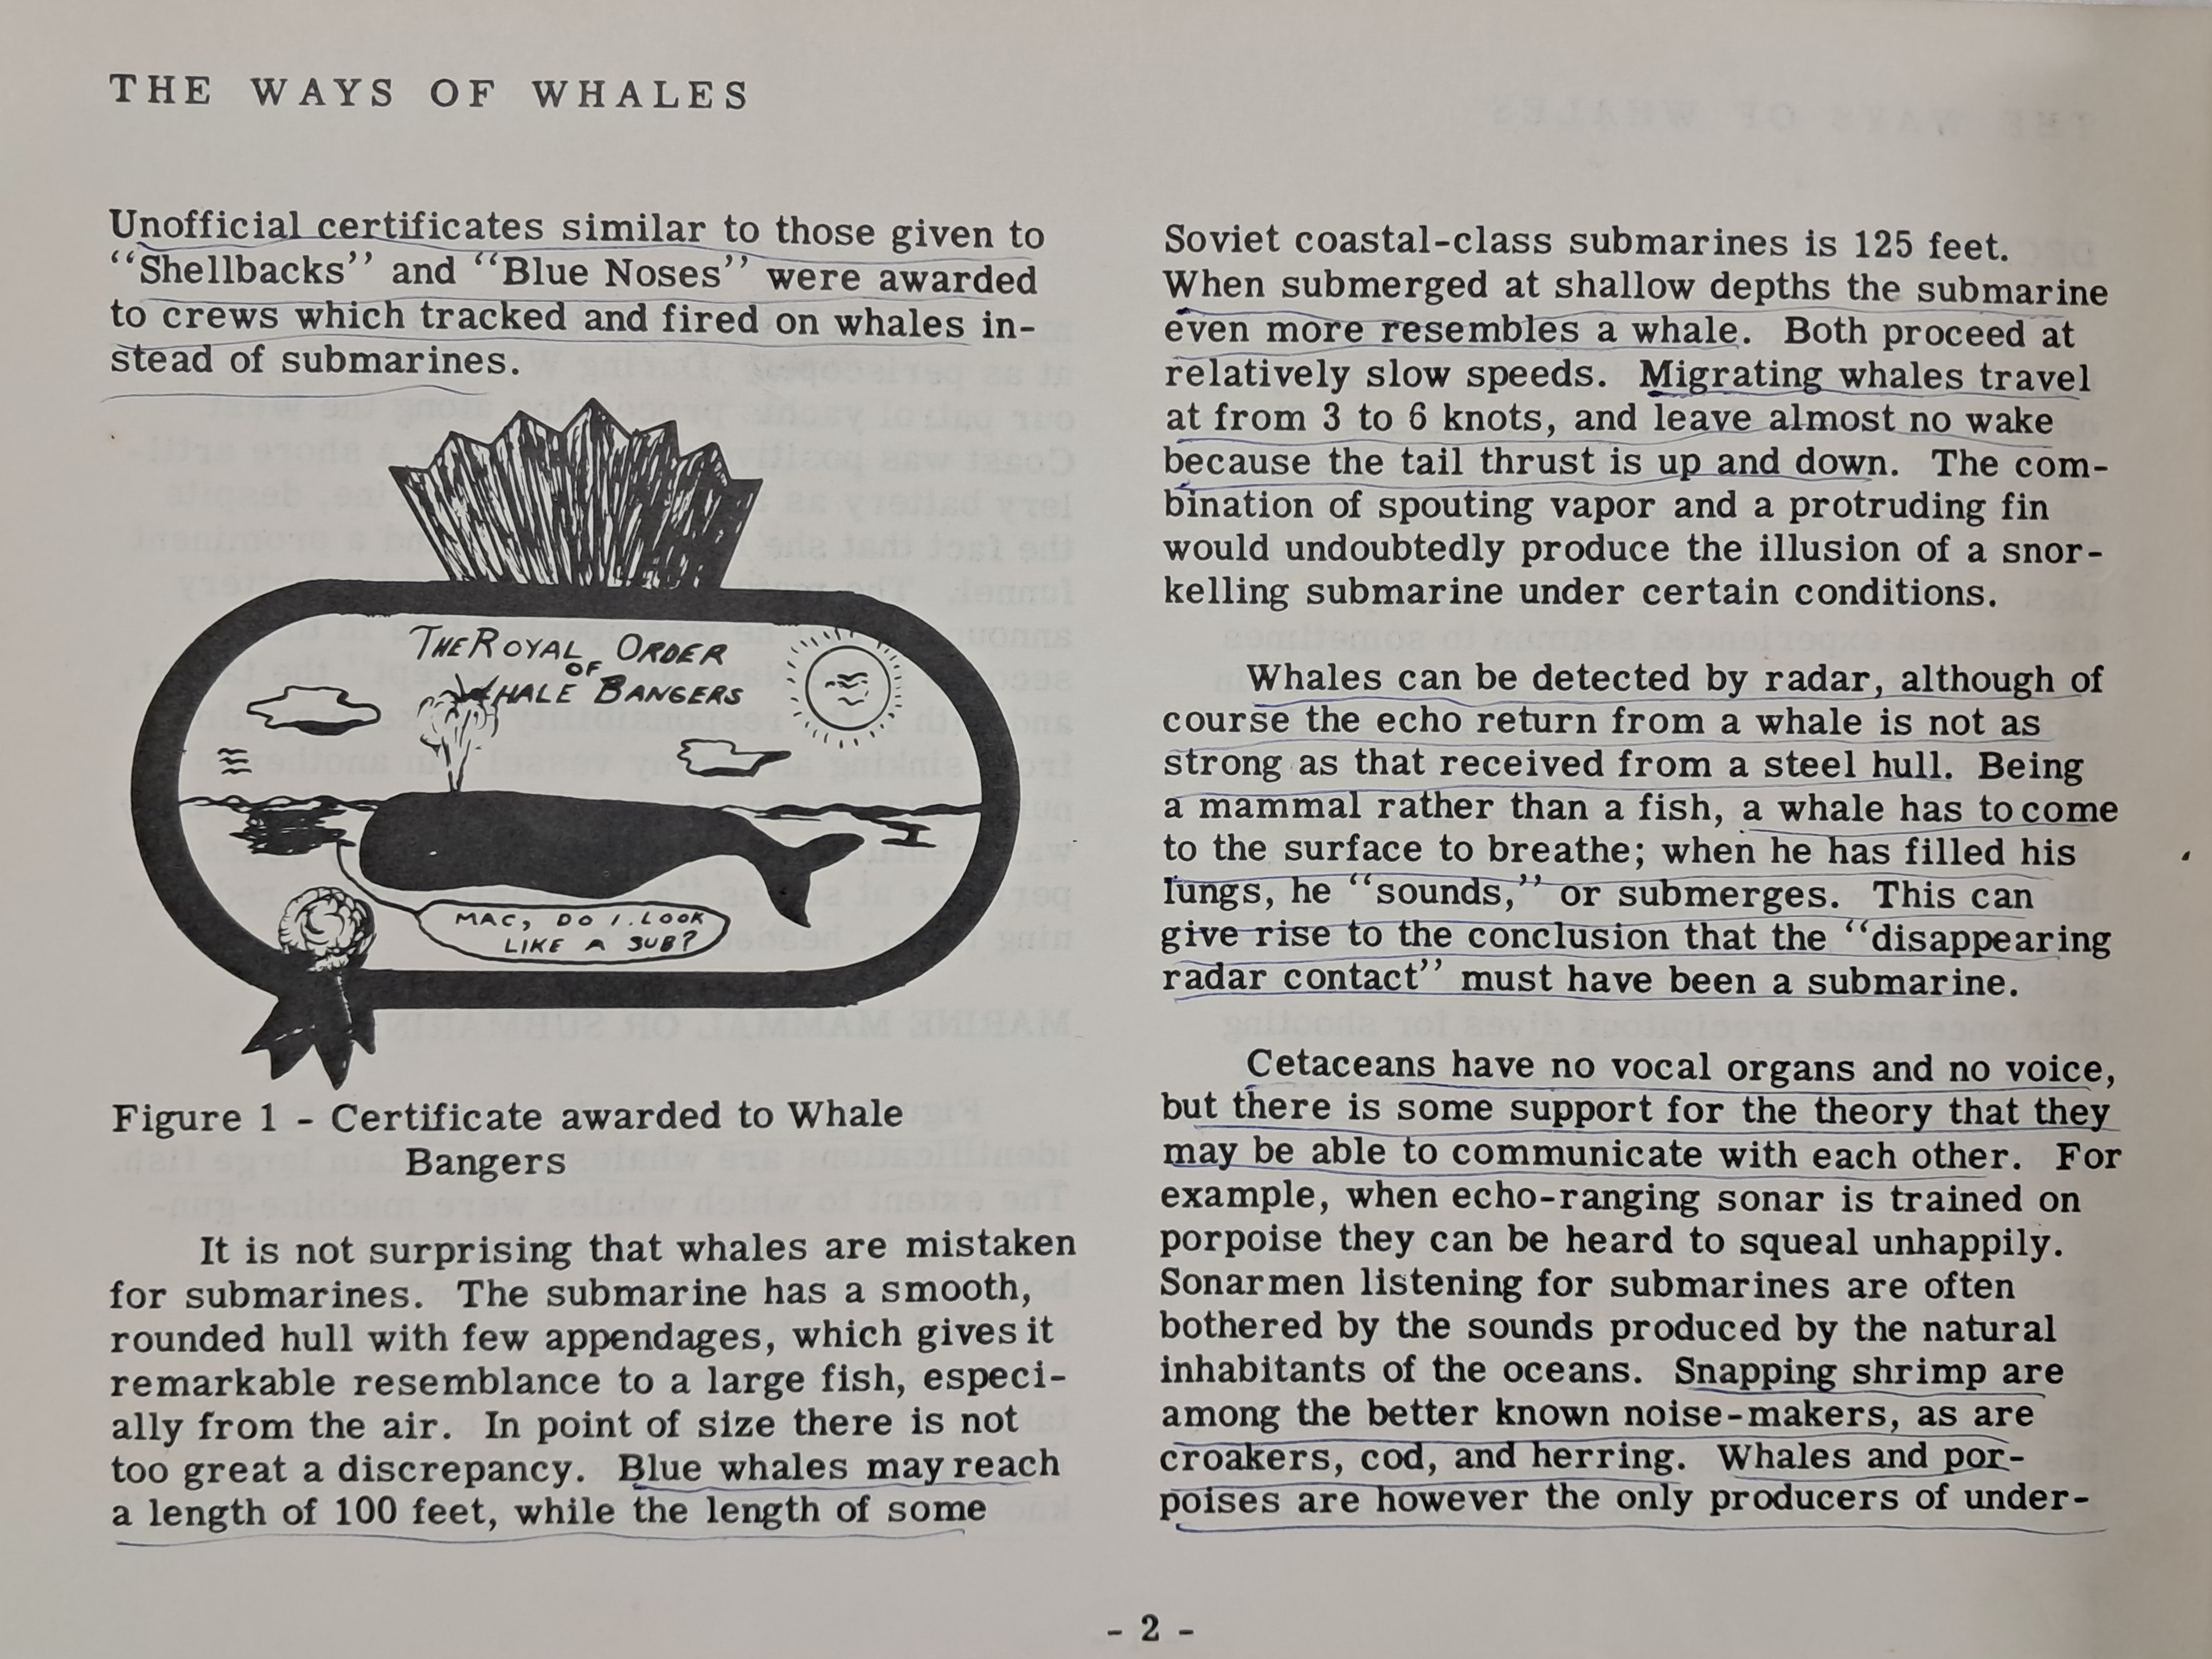 THE WAYS OF WHALES
Unofficial certificates similar to those given to
“Shellbacks” and “Blue Noses” were awarded
to crews which tracked and fired on whales in-
stead of submarines.
THE ROYAL ORDER
OF
WHALE BANGERS
MAC, DO I LOOK
LIKE A SUB?
Figure 1 - Certificate awarded to Whale
Bangers
It is not surprising that whales are mistaken
for submarines. The submarine has a smooth,
rounded hull with few appendages, which gives it
remarkable resemblance to a large fish, especi-
ally from the air. In point of size there is not
too great a discrepancy. Blue whales may reach
a length of 100 feet, while the length of some
Soviet coastal-class submarines is 125 feet.
When submerged at shallow depths the submarine
even more resembles a whale. Both proceed at
relatively slow speeds. Migrating whales travel
at from 3 to 6 knots, and leave almost no wake
because the tail thrust is up and down. The com-
bination of spouting vapor and a protruding fin
would undoubtedly produce the illusion of a snor-
kelling submarine under certain conditions.
Whales can be detected by radar, although of
course the echo return from a whale is not as
strong as that received from a steel hull. Being
a mammal rather than a fish, a whale has to come
to the surface to breathe; when he has filled his
lungs, he “sounds,” or submerges. This can
give rise to the conclusion that the “disappearing
radar contact” must have been a submarine.
Cetaceans have no vocal organs and no voice,
but there is some support for the theory that they
may be able to communicate with each other. For
example, when echo-ranging sonar is trained on
porpoise they can be heard to squeal unhappily.
Sonarmen listening for submarines are often
bothered by the sounds produced by the natural
inhabitants of the oceans. Snapping shrimp are
among the better known noise-makers, as are
croakers, cod, and herring. Whales and por-
poises are however the only producers of under-
- 2 -